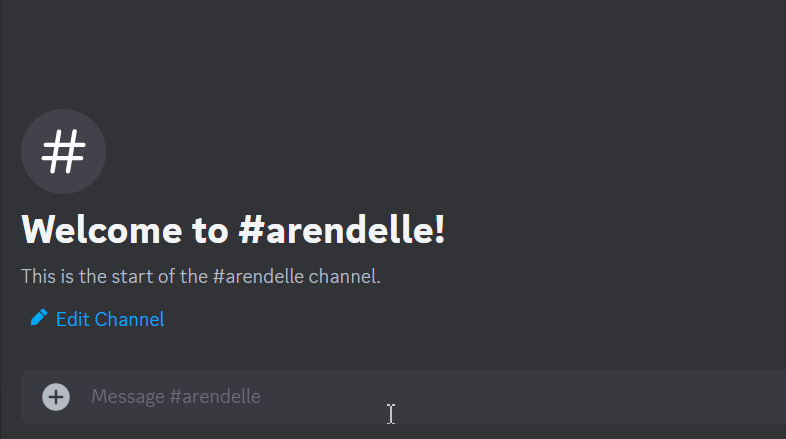 #
Welcome to #arendelle!
This is the start of the #arendelle channel.
Edit Channel
Message #arendelle